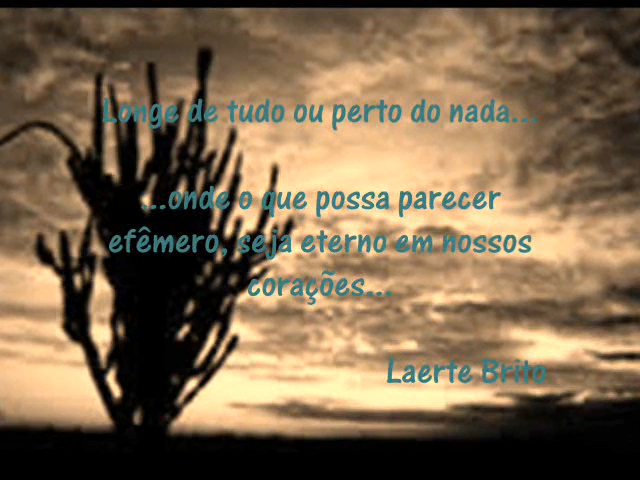 Longe de tudo ou perto do nada...
...onde o que possa parecer
efêmero, seja eterno em nossos
corações...
Laerte Brito